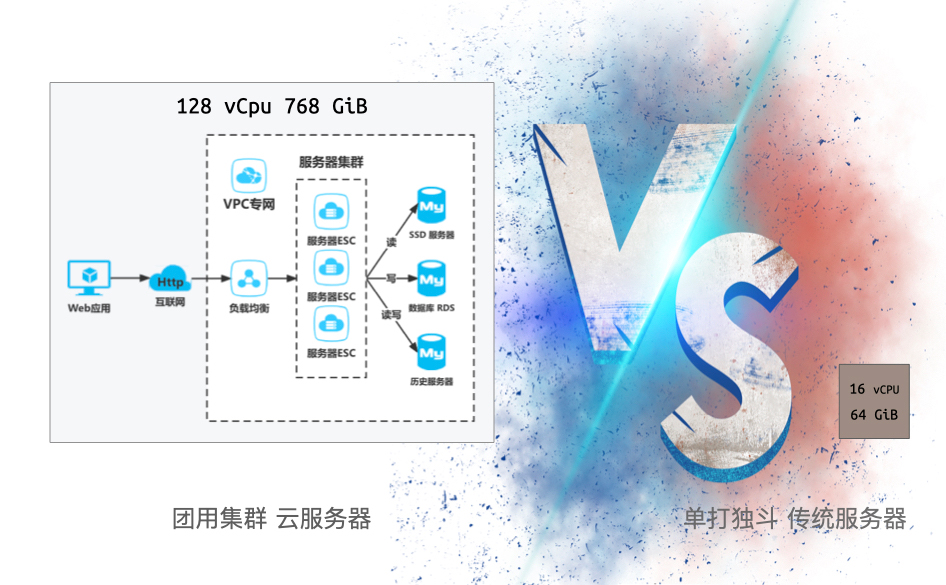 128 vCpu 768 GiB
服务器集群
VPC专网
服务器ESC
服务器ESC
服务器ESC
My
SSD 服务器
读
My
写
数据库 RDS
读写
My
历史服务器
Web应用
Http
互联网
负载均衡
VS
16 vCPU
64 GiB
团用集群 云服务器
单打独斗 传统服务器